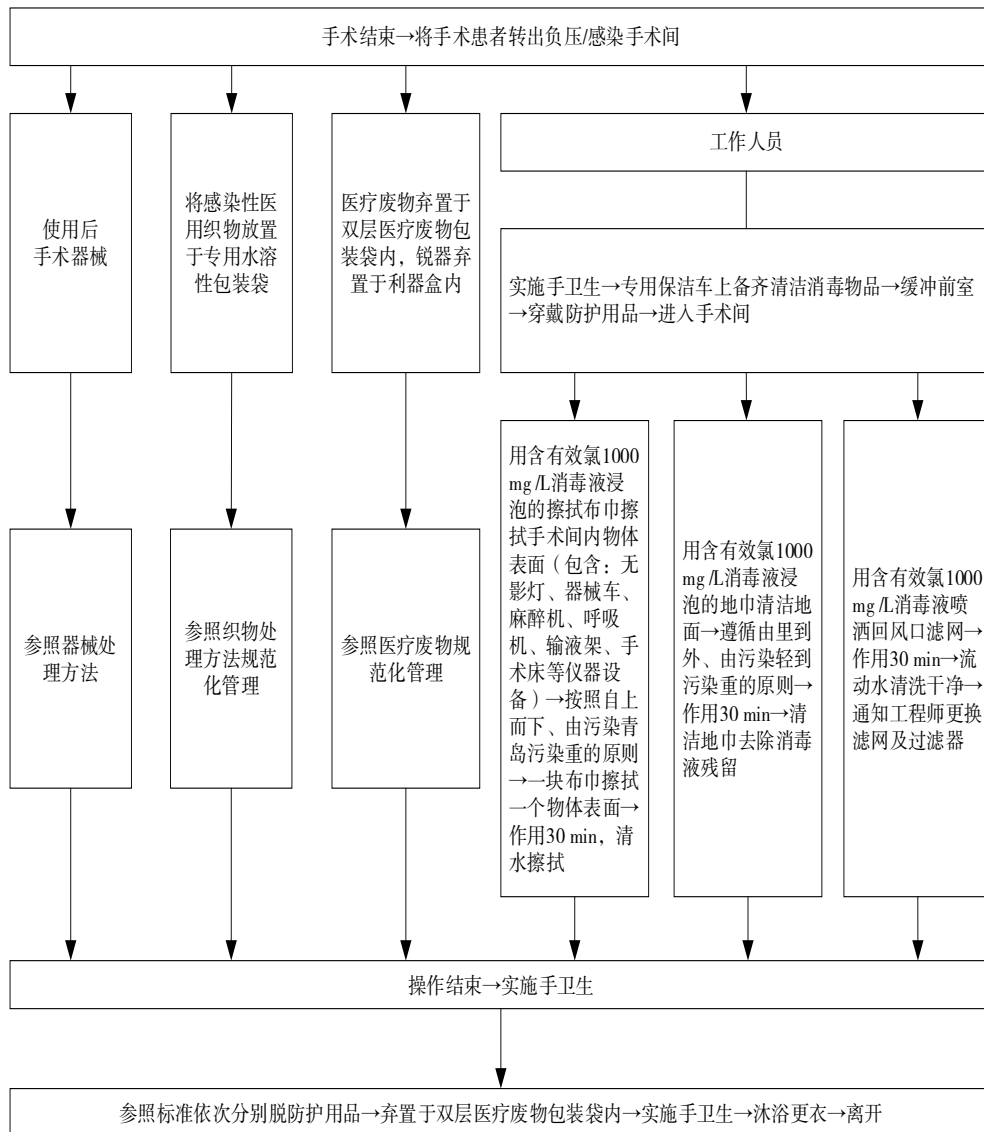 手术结束→将手术患者转出负压/感染手术间
使用后
手术器械
将感染性医
用织物放置
于专用水溶
性包装袋
医疗废物弃置于
双层医疗废物包
装袋内，锐器弃
置于利器盒内
工作人员
实施手卫生→专用保洁车上备齐清洁消毒物品→缓冲前室
→穿戴防护用品→进入手术间
参照器械处
理方法
参照织物处
理方法规范
化管理
参照医疗废物规
范化管理
用含有效氯1000
mg /L消毒液浸
泡的擦拭布巾擦
拭手术间内物体
表面（包含：无
影灯、器械车、
麻醉机、呼吸
机、输液架、手
术床等仪器设
备）→按照自上
而下、由污染青
岛污染重的原则
→一块布巾擦拭
一个物体表面→
作用30 min，清
水擦拭
用含有效氯1000
mg /L消毒液浸
泡的地巾清洁地
面→遵循由里到
外、由污染轻到
污染重的原则→
作用30 min→清
洁地巾去除消毒
液残留
用含有效氯1000
mg /L消毒液喷
洒回风口滤网→
作用30 min→流
动水清洗干净→
通知工程师更换
滤网及过滤器
操作结束→实施手卫生
参照标准依次分别脱防护用品→弃置于双层医疗废物包装袋内→实施手卫生→沐浴更衣→离开